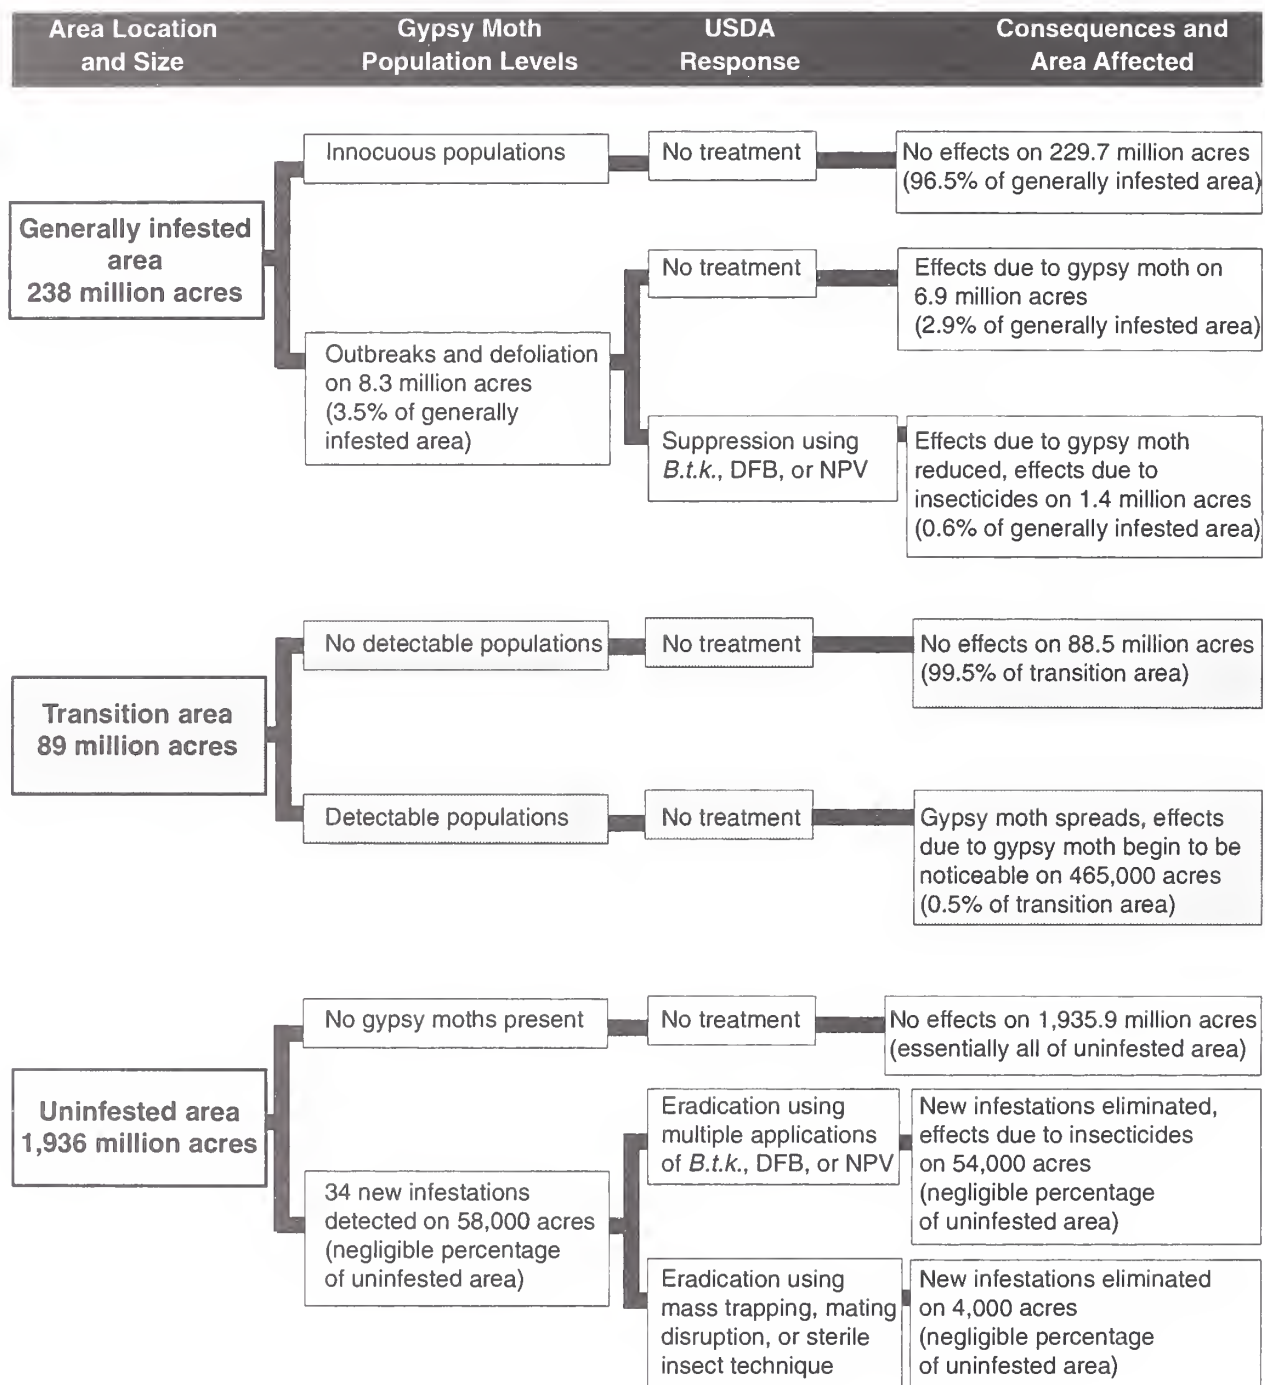 Area Location
and Size
Gypsy Moth
Population Levels
USDA
Response
Consequences and
Area Affected
Generally infested
area
238 million acres
Innocuous populations
No treatment
No effects on 229.7 million acres
(96.5% of generally infested area)
Outbreaks and defoliation
on 8.3 million acres
(3.5% of generally
infested area)
No treatment
Effects due to gypsy moth on
6.9 million acres
(2.9% of generally infested area)
Suppression using
B.t.k., DFB, or NPV
Effects due to gypsy moth
reduced, effects due to
insecticides on 1.4 million acres
(0.6% of generally infested area)
Transition area
89 million acres
No detectable populations
No treatment
No effects on 88.5 million acres
(99.5% of transition area)
Detectable populations
No treatment
Gypsy moth spreads, effects
due to gypsy moth begin to be
noticeable on 465,000 acres
(0.5% of transition area)
Uninfested area
1,936 million acres
No gypsy moths present
No treatment
No effects on 1,935.9 million acres
(essentially all of uninfested area)
34 new infestations
detected on 58,000 acres
(negligible percentage
of uninfested area)
Eradication using
multiple applications
of B.t.k., DFB, or NPV
New infestations eliminated,
effects due to insecticides
on 54,000 acres
(negligible percentage
of uninfested area)
Eradication using
mass trapping, mating
disruption, or sterile
insect technique
New infestations eliminated
on 4,000 acres
(negligible percentage
of uninfested area)